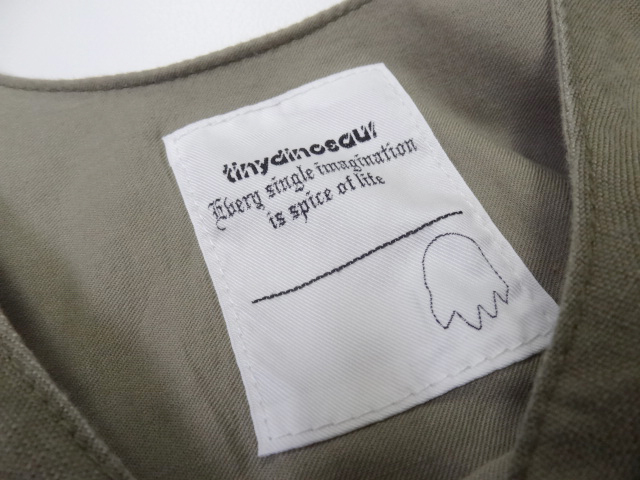 tinydinosaur
Every single imagination
is spice of life